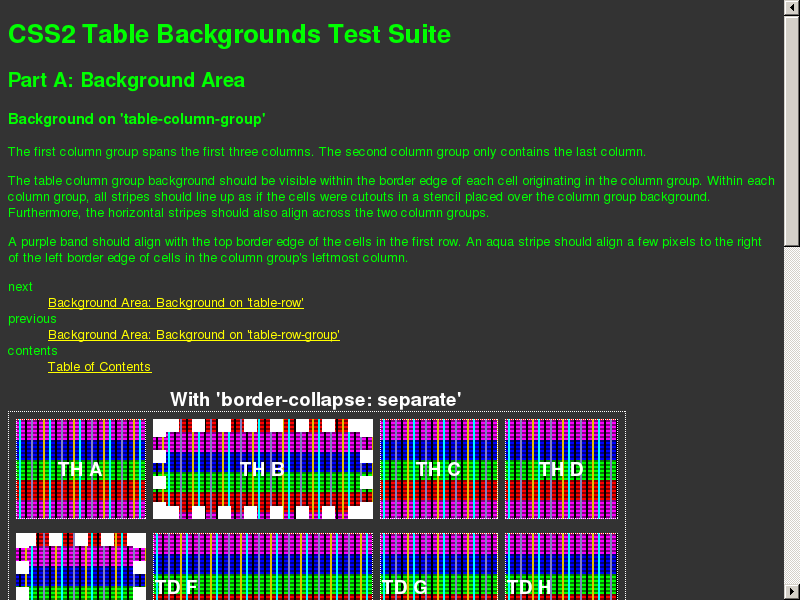 CSS2 Table Backgrounds Test Suite
Part A: Background Area
Background on 'table-column-group'
The first column group spans the first three columns. The second column group only contains the last column.
The table column group background should be visible within the border edge of each cell originating in the column group. Within each
column group, all stripes should line up as if the cells were cutouts in a stencil placed over the column group background.
Furthermore, the horizontal stripes should also align across the two column groups.
A purple band should align with the top border edge of the cells in the first row. An aqua stripe should align a few pixels to the right
of the left border edge of cells in the column group's leftmost column.
next
Background Area: Background on 'table-row'
previous
Background Area: Background on 'table-row-group'
contents
Table of Contents
With 'border-collapse: separate'
TH A TH B TH C TH D
TD F TD G TD H